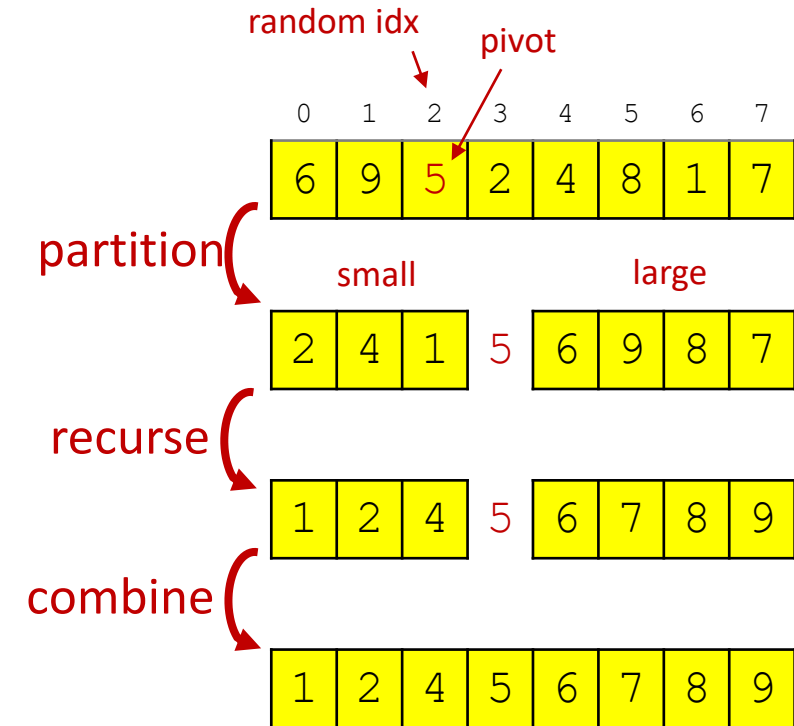 random idx
pivot
0 1 2 3 4 5 6 7
6 9 5 2 4 8 1 7
partition
small large
2 4 1 5 6 9 8 7
recurse
1 2 4 5 6 7 8 9
combine
1 2 4 5 6 7 8 9